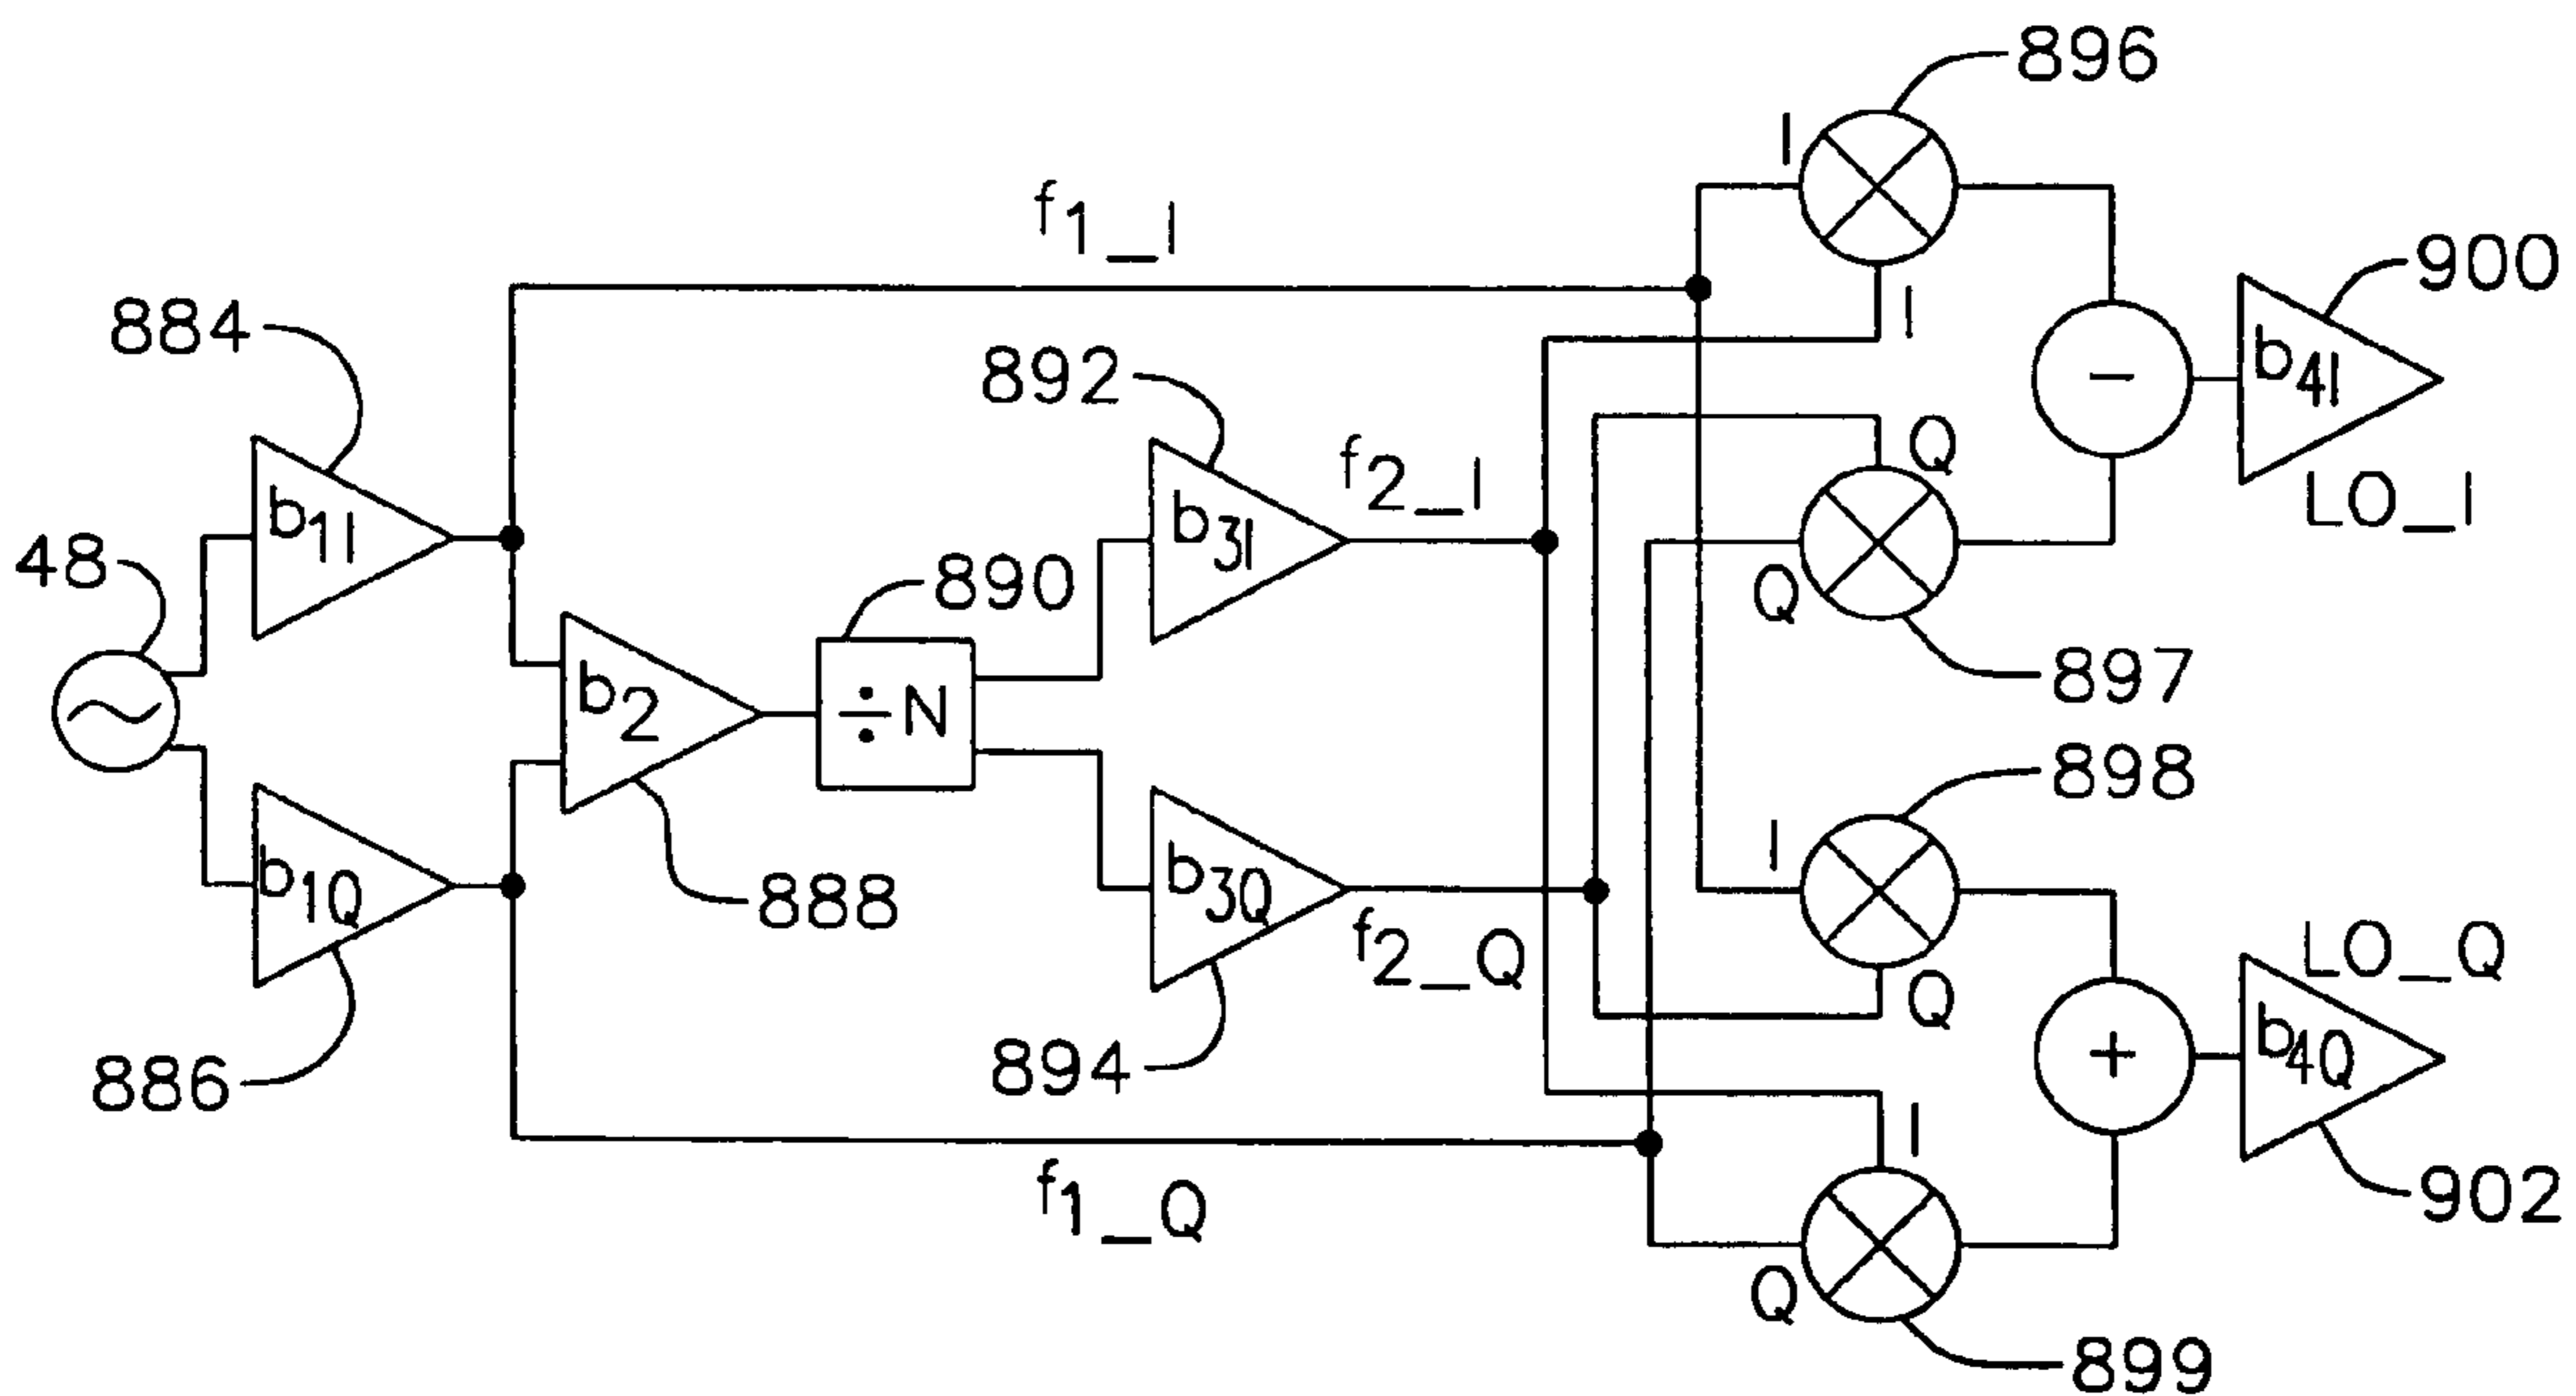 896
I
f1_I
900
884
I
b4I
892
f2_I
Q
LO_I
b1I
b3I
48
890
Q
897
b2
÷N
898
I
b1Q
888
b3Q
f2_Q
Q
LO_Q
−
+
b4Q
894
886
I
f1_Q
902
Q
899